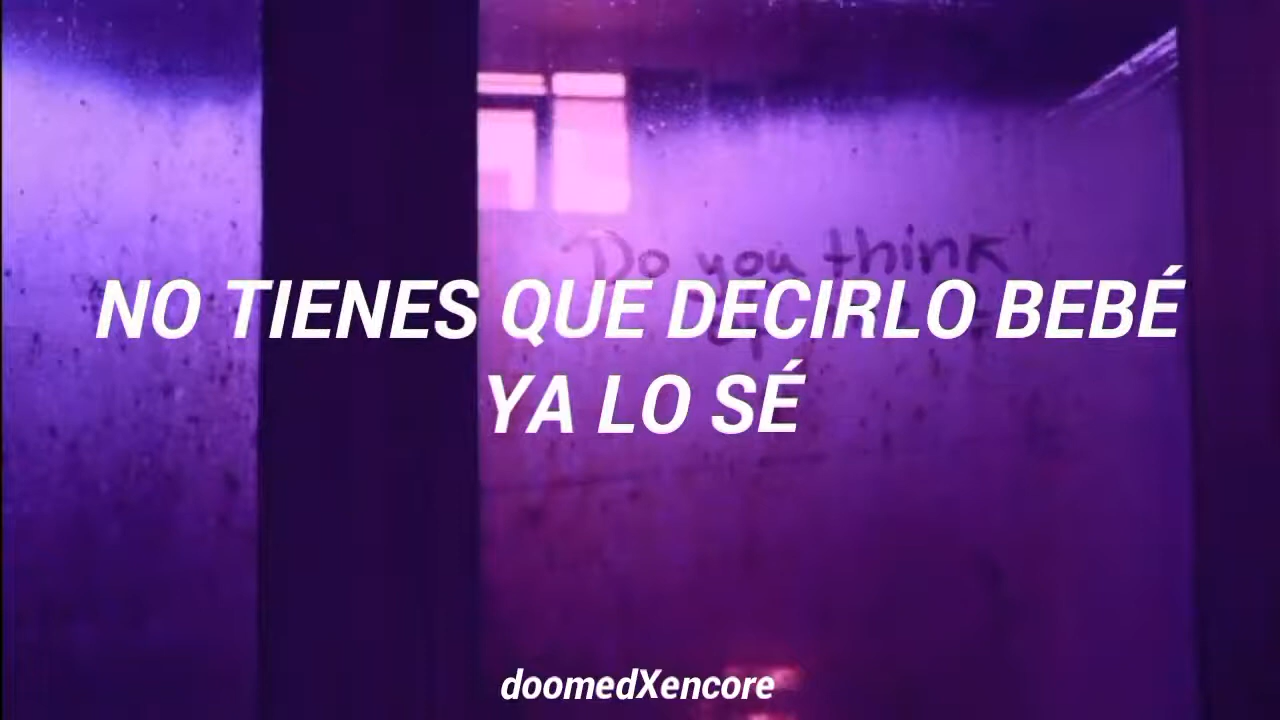 Do you think
NO TIENES QUE DECIRLO BEBÉ
YA LO SÉ
doomedXencore